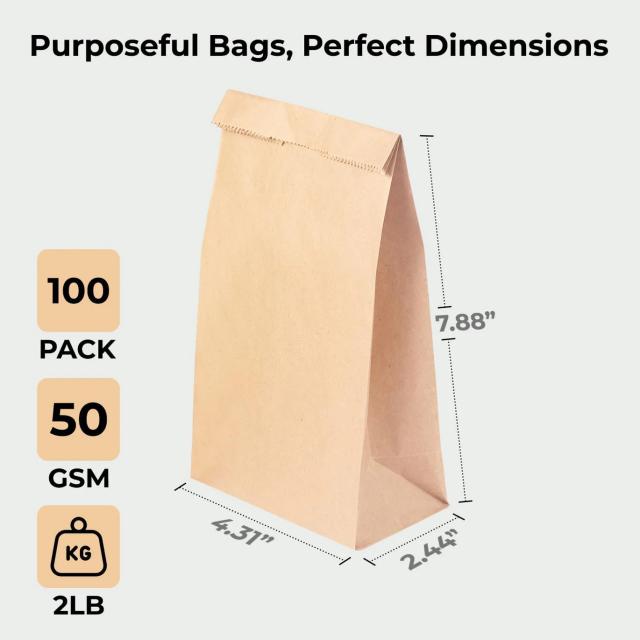 Purposeful Bags, Perfect Dimensions
100
PACK
50
GSM
KG
2LB
7.88”
4.31”
2.44”